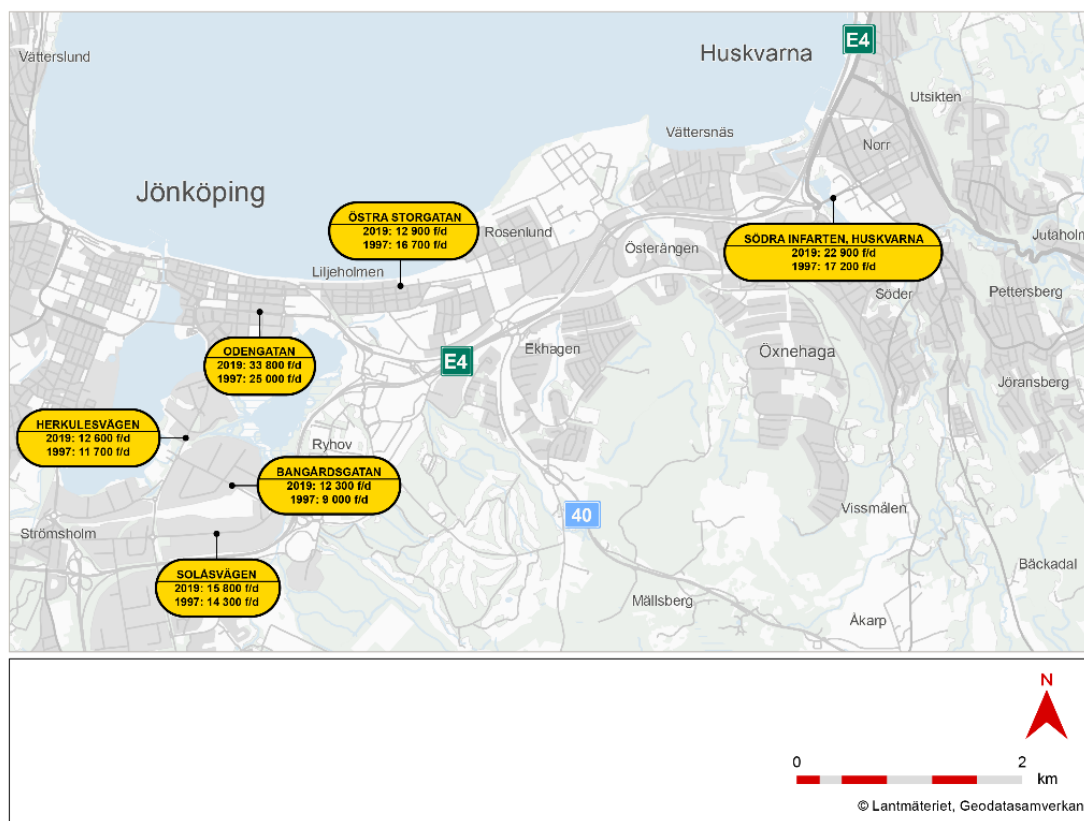 Vätterslund
Huskvarna
E4
Utsikten
Vättersnäs
Norr
Jönköping
ÖSTRA STORGATAN
2019: 12 900 f/d
1997: 16 700 f/d
Rosenlund
Österängen
SÖDRA INFARTEN, HUSKVARNA
2019: 22 900 f/d
1997: 17 200 f/d
Jutaholm
Liljeholmen
Söder
Pettersberg
ODENGATAN
2019: 33 800 f/d
1997: 25 000 f/d
E4
Ekhagen
Öxnehaga
Jöransberg
HERKULESVÄGEN
2019: 12 600 f/d
1997: 11 700 f/d
Ryhov
BANGÅRDSGATAN
2019: 12 300 f/d
1997: 9 000 f/d
40
Vissmålen
Strömsholm
Bäckadal
SOLÅSVÄGEN
2019: 15 800 f/d
1997: 14 300 f/d
Mällsberg
Åkarp
N
0 2
km
© Lantmäteriet, Geodatasamverkan